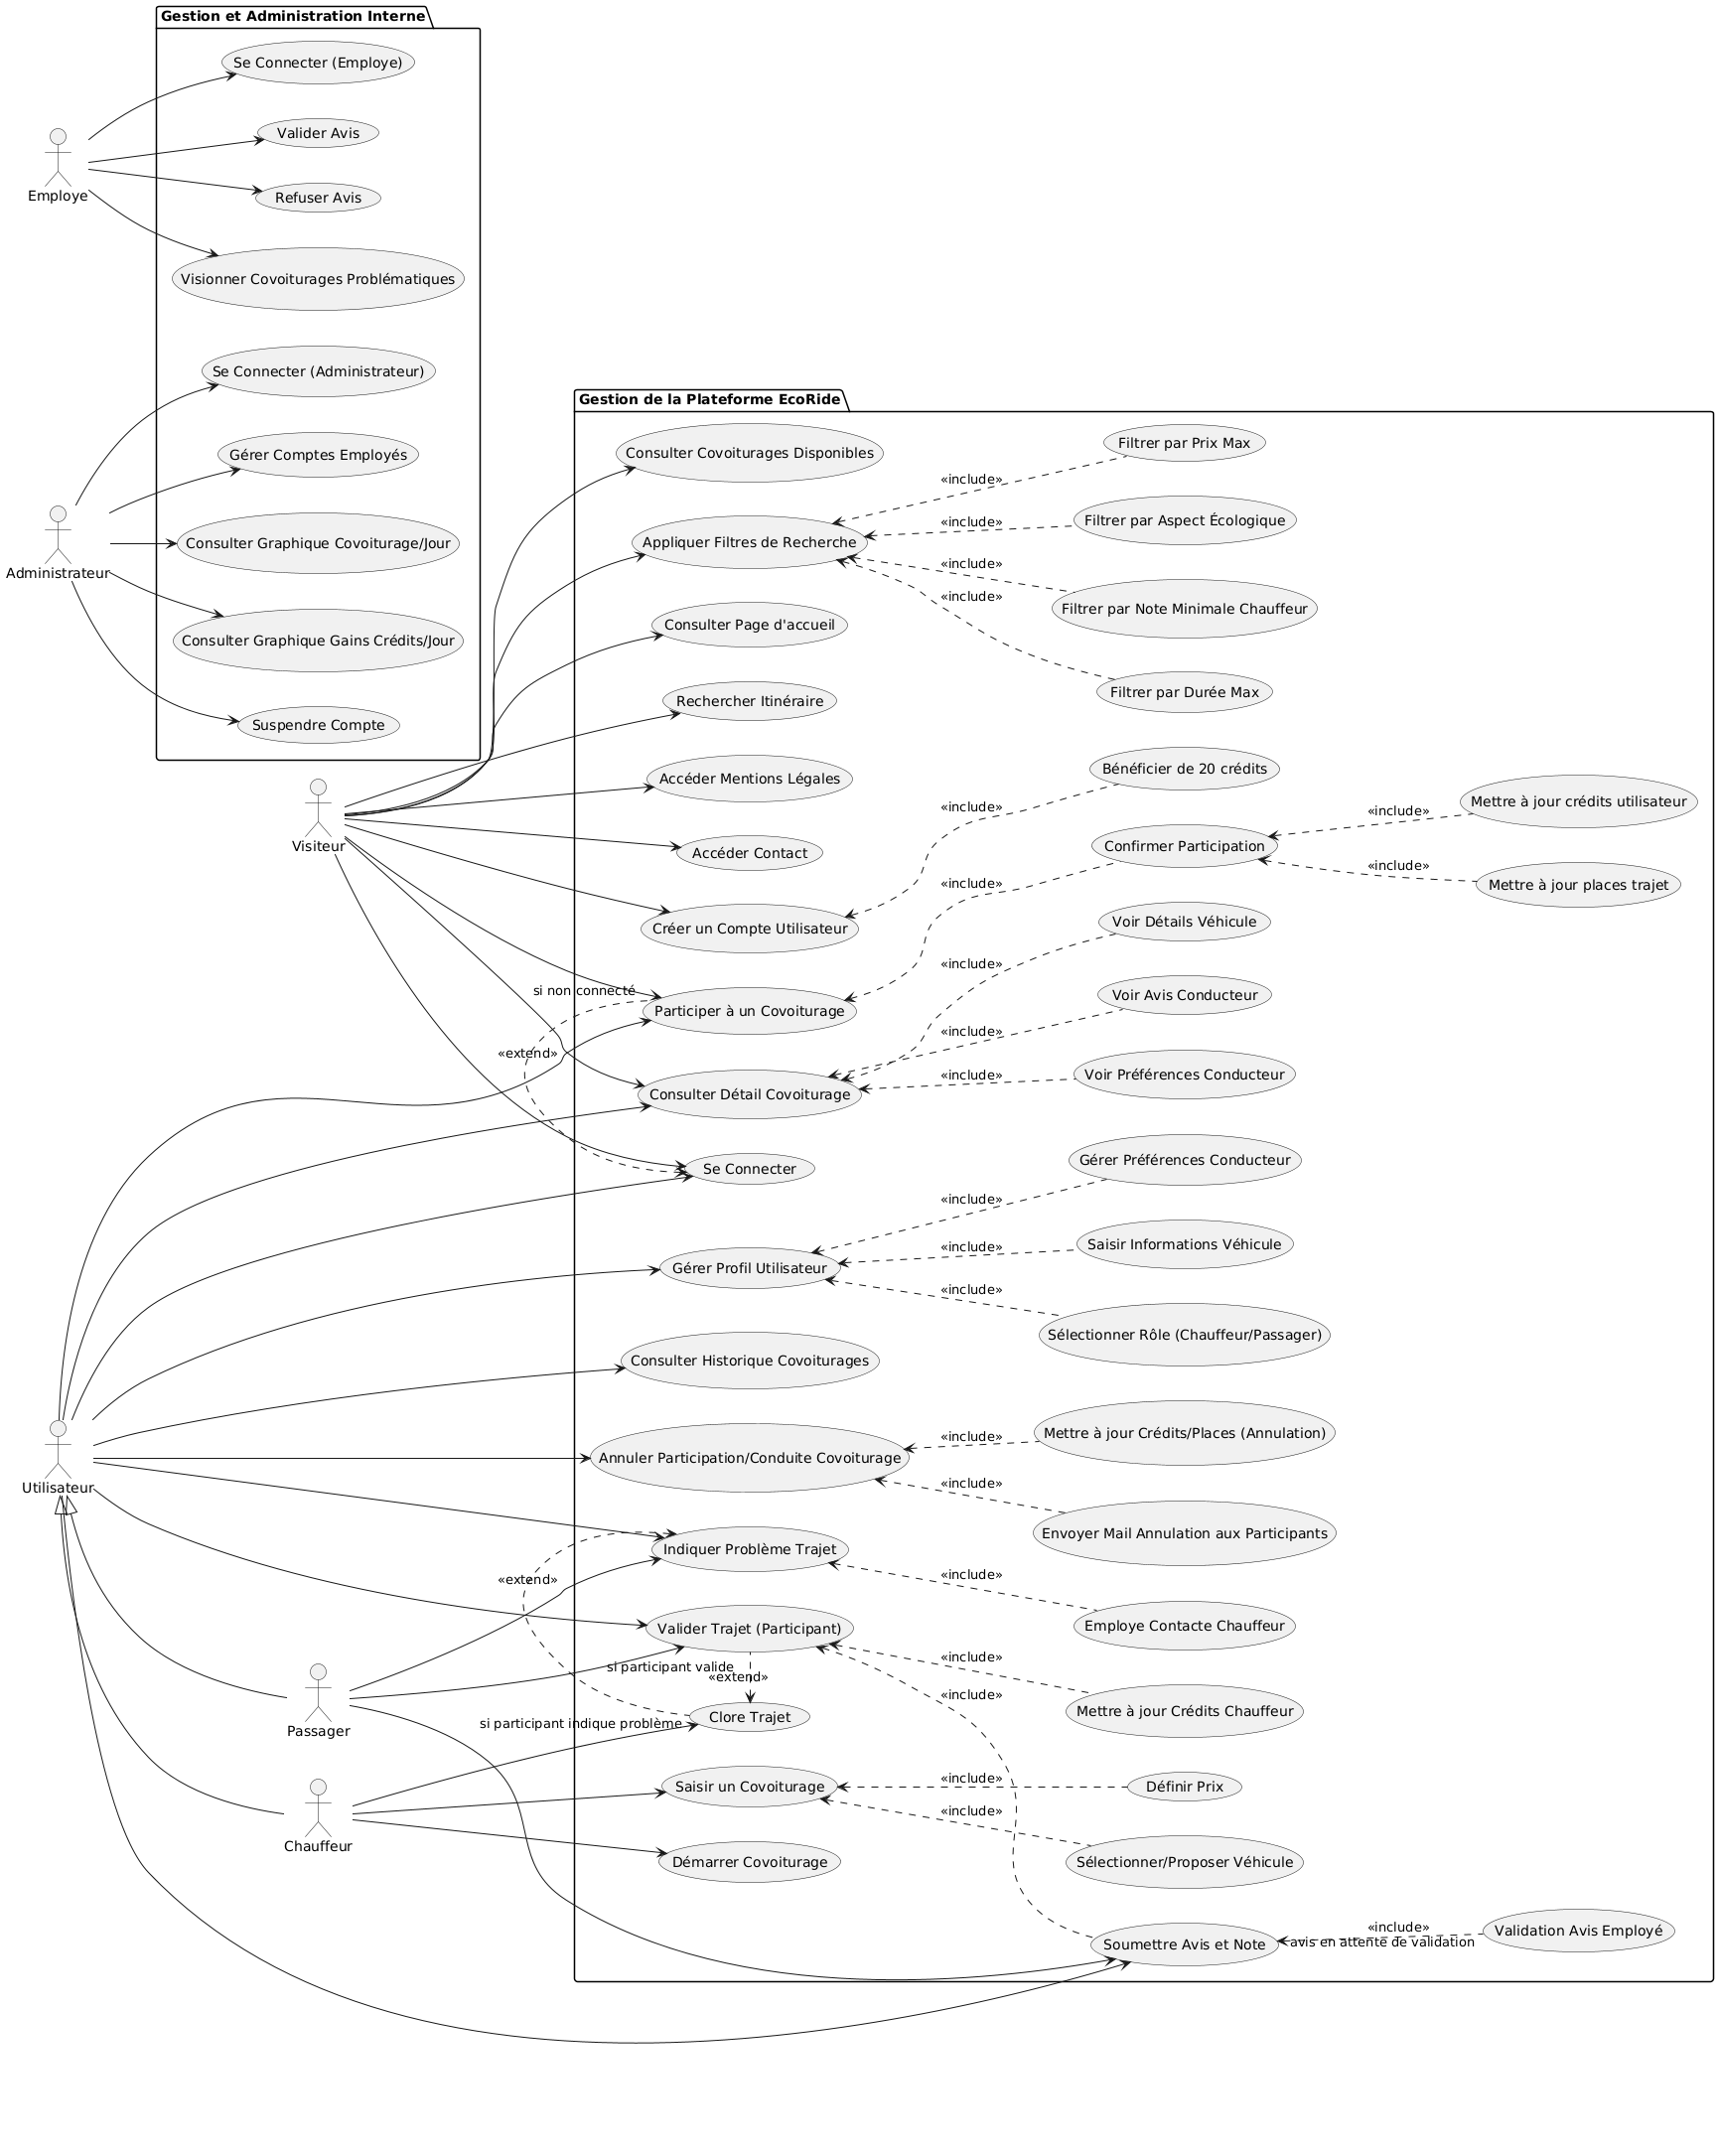 Gestion et Administration Interne
Se Connecter (Employe)
Valider Avis
Refuser Avis
Employe
Visionner Covoiturages Problématiques
Se Connecter (Administrateur)
Gérer Comptes Employés
Consulter Graphique Covoiturage/Jour
Administrateur
Consulter Graphique Gains Crédits/Jour
Suspendre Compte
Visiteur
Gestion de la Plateforme EcoRide
Consulter Covoiturages Disponibles
Filtrer par Prix Max
«include»
Filtrer par Aspect Écologique
«include»
Appliquer Filtres de Recherche
«include»
Filtrer par Note Minimale Chauffeur
«include»
Consulter Page d'accueil
Filtrer par Durée Max
Rechercher Itinéraire
Accéder Mentions Légales
Bénéficier de 20 crédits
«include»
Mettre à jour crédits utilisateur
«include»
Accéder Contact
Confirmer Participation
«include»
Mettre à jour places trajet
«include»
Créer un Compte Utilisateur
Voir Détails Véhicule
«include»
si non connecté
Participer à un Covoiturage
Voir Avis Conducteur
«include»
«extend»
Consulter Détail Covoiturage
«include»
Voir Préférences Conducteur
Se Connecter
Gérer Préférences Conducteur
«include»
Saisir Informations Véhicule
«include»
Gérer Profil Utilisateur
«include»
Sélectionner Rôle (Chauffeur/Passager)
Consulter Historique Covoiturages
Mettre à jour Crédits/Places (Annulation)
«include»
Annuler Participation/Conduite Covoiturage
Utilisateur
«include»
Envoyer Mail Annulation aux Participants
Indiquer Problème Trajet
«extend»
«include»
Employe Contacte Chauffeur
Valider Trajet (Participant)
«include»
si participant valide
«extend»
«include»
Mettre à jour Crédits Chauffeur
Passager
Clore Trajet
si participant indique problème
Saisir un Covoiturage
«include»
Définir Prix
«include»
Chauffeur
Démarrer Covoiturage
Sélectionner/Proposer Véhicule
Soumettre Avis et Note
«include»
avis en attente de validation
Validation Avis Employé